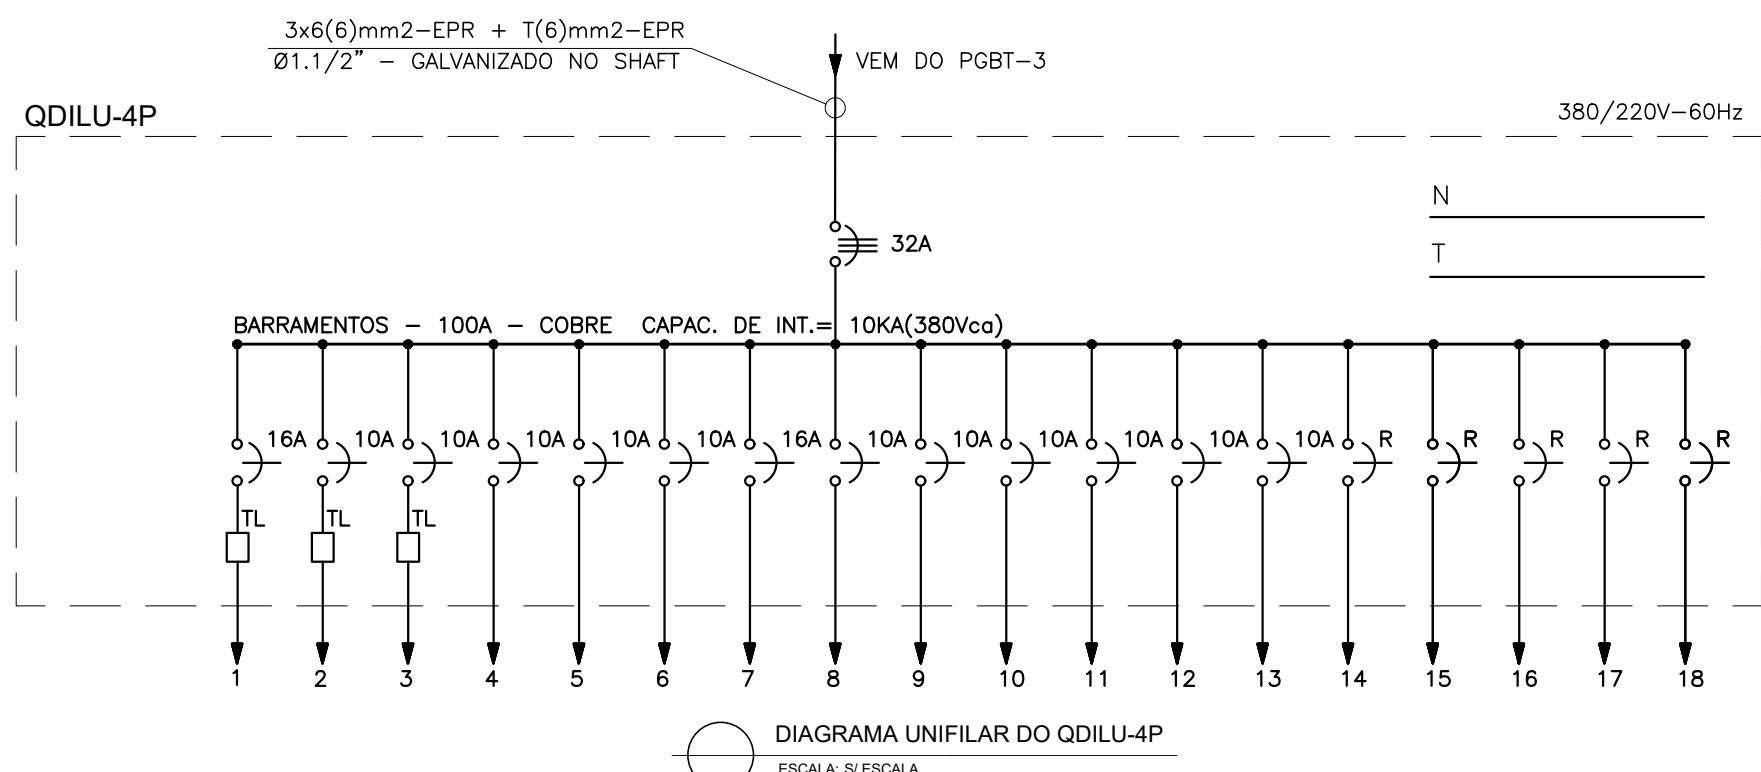 3x6(6)mm2-EPR + T(6)mm2-EPR
Ø1.1/2" - GALVANIZADO NO SHAFT
VEM DO PGBT-3
QDILU-4P
380/220V-60Hz
N
T
32A
BARRAMENTOS - 100A - COBRE CAPAC. DE INT.= 10KA(380Vca)
16A 10A 10A 10A 10A 10A 16A 10A 10A 10A 10A 10A 10A R R R R R
TL TL TL
1 2 3 4 5 6 7 8 9 10 11 12 13 14 15 16 17 18
DIAGRAMA UNIFILAR DO QDILU-4P
ESCALA: S/ ESCALA